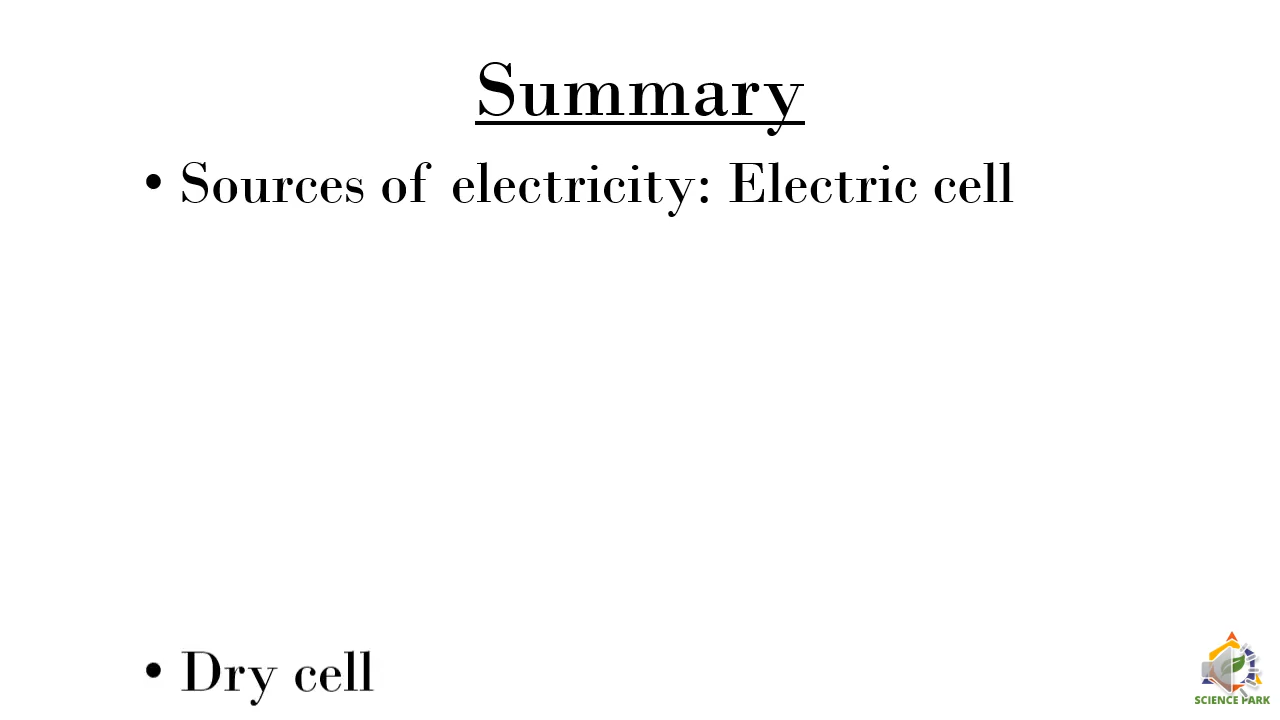 Summary
• Sources of electricity: Electric cell
• Dry cell
SCIENCE PARK